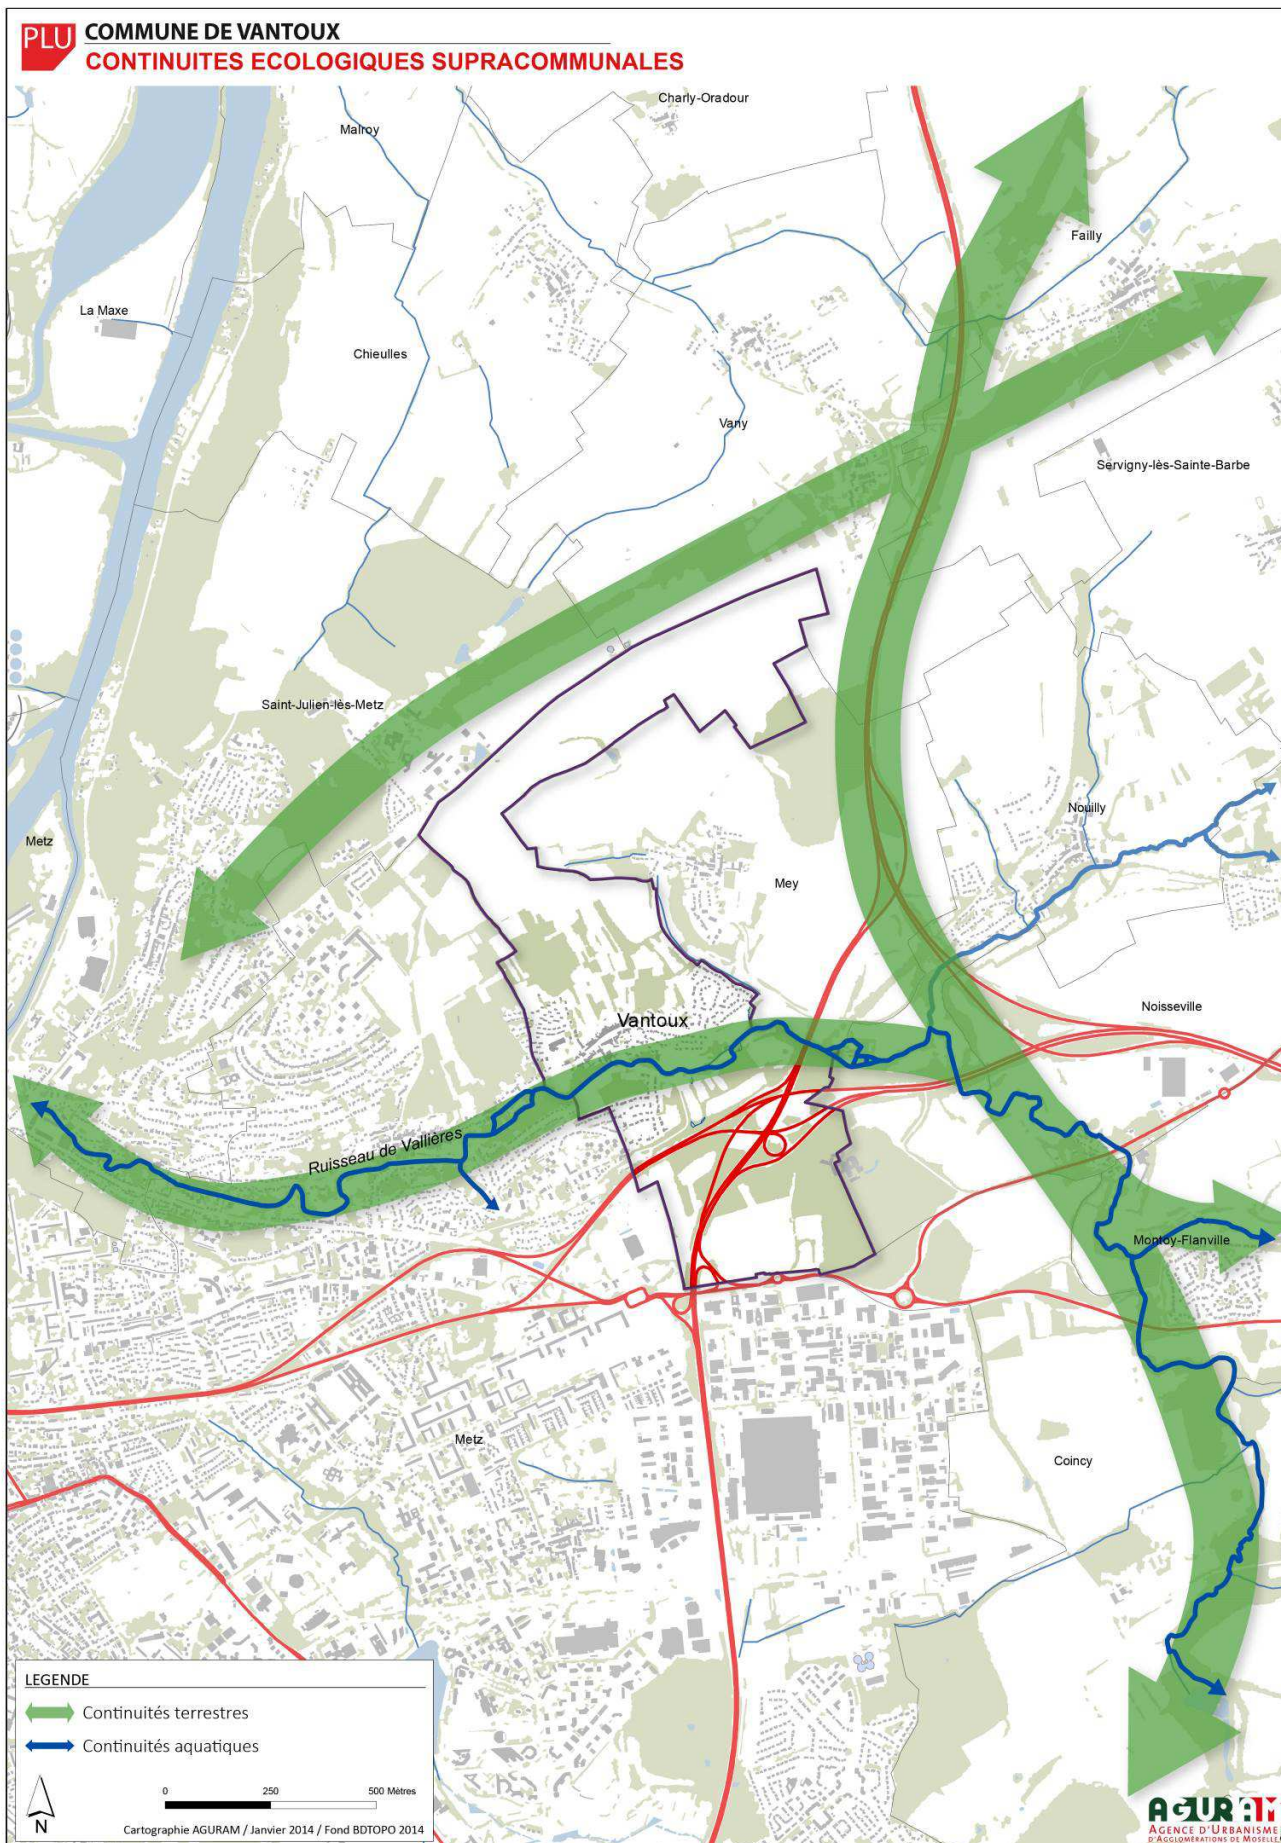 PLU
COMMUNE DE VANTOUX
CONTINUITES ECOLOGIQUES SUPRACOMMUNALES
Charly-Oradour
Malroy
Failly
La Maxe
Chieulles
Vany
Servigny-lès-Sainte-Barbe
Saint-Julien-lès-Metz
Nouilly
Metz
Mey
Noisseville
Vantoux
Ruisseau de Vallières
Montoy-Flanville
Metz
Coincy
LEGENDE
Continuités terrestres
Continuités aquatiques
0 250 500 Mètres
N
Cartographie AGURAM / Janvier 2014 / Fond BDTOPO 2014
AGURAM
AGENCE D'URBANISME
D'AGGLOMÉRATIONS DE MOSELLE